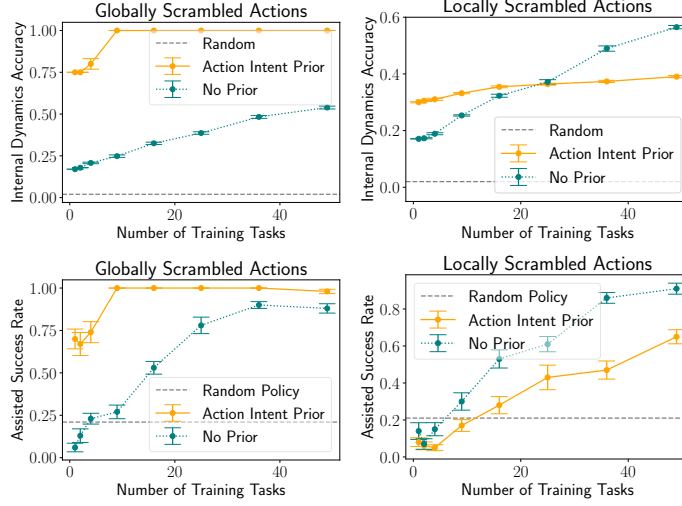 Globally Scrambled Actions
Internal Dynamics Accuracy
1.00
0.75
0.50
0.25
0.00
Random
Action Intent Prior
No Prior
0
20
40
Number of Training Tasks
Locally Scrambled Actions
Internal Dynamics Accuracy
0.6
0.4
0.2
0.0
Random
Action Intent Prior
No Prior
0
20
40
Number of Training Tasks
Globally Scrambled Actions
Assisted Success Rate
1.00
0.75
0.50
0.25
0.00
Random Policy
Action Intent Prior
No Prior
0
20
40
Number of Training Tasks
Locally Scrambled Actions
Assisted Success Rate
0.8
0.6
0.4
0.2
0.0
Random Policy
Action Intent Prior
No Prior
0
20
40
Number of Training Tasks